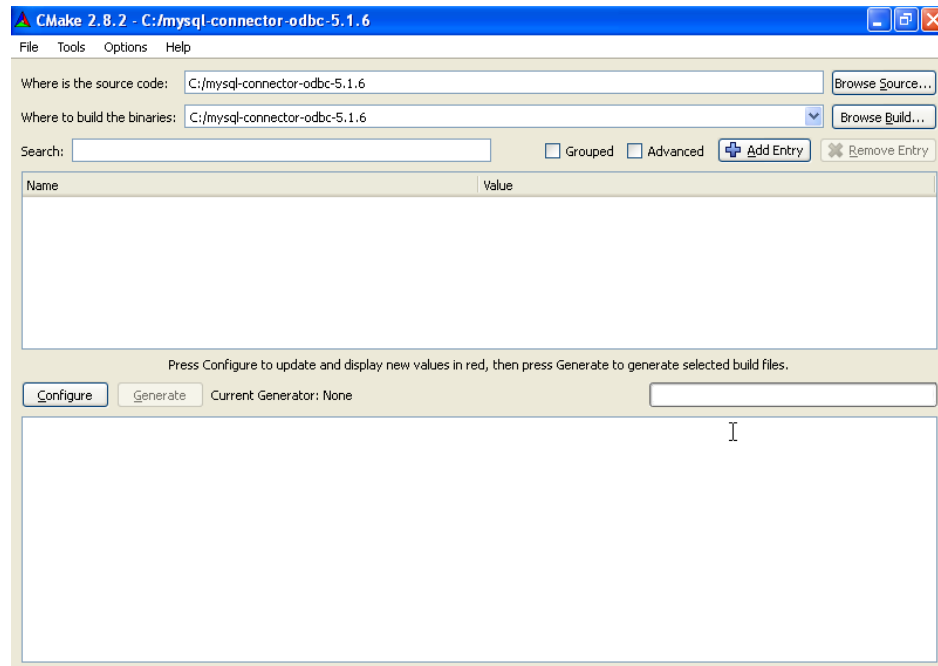 CMake 2.8.2 - C:/mysql-connector-odbc-5.1.6
File Tools Options Help
Where is the source code: C:/mysql-connector-odbc-5.1.6 Browse Source...
Where to build the binaries: C:/mysql-connector-odbc-5.1.6 Browse Build...
Search: Grouped Advanced Add Entry Remove Entry
Name Value
Press Configure to update and display new values in red, then press Generate to generate selected build files.
Configure Generate Current Generator: None